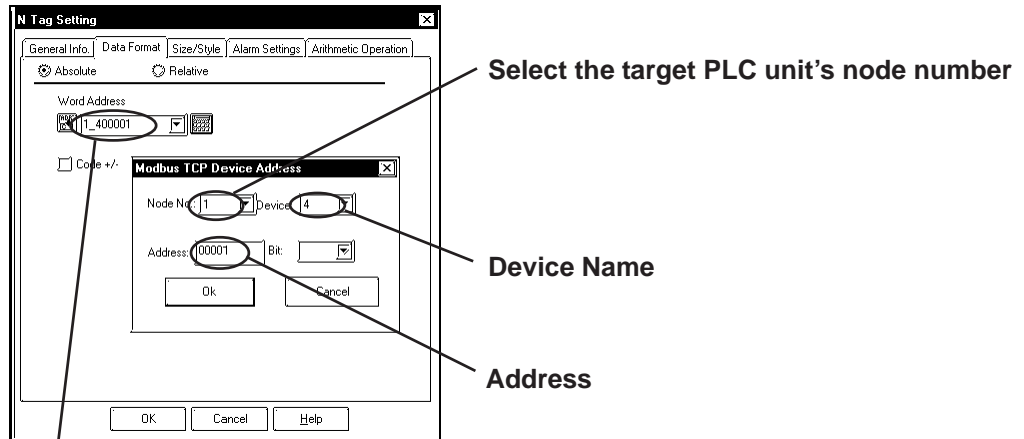 N Tag Setting
General Info. Data Format Size/Style Alarm Settings Arithmetic Operation
Absolute Relative
Select the target PLC unit's node number
Word Address
1_400001
Code +/-
Modbus TCP Device Address
Node No.: 1 Device 4
Address: 00001 Bit:
Device Name
Ok Cancel
Address
OK Cancel Help